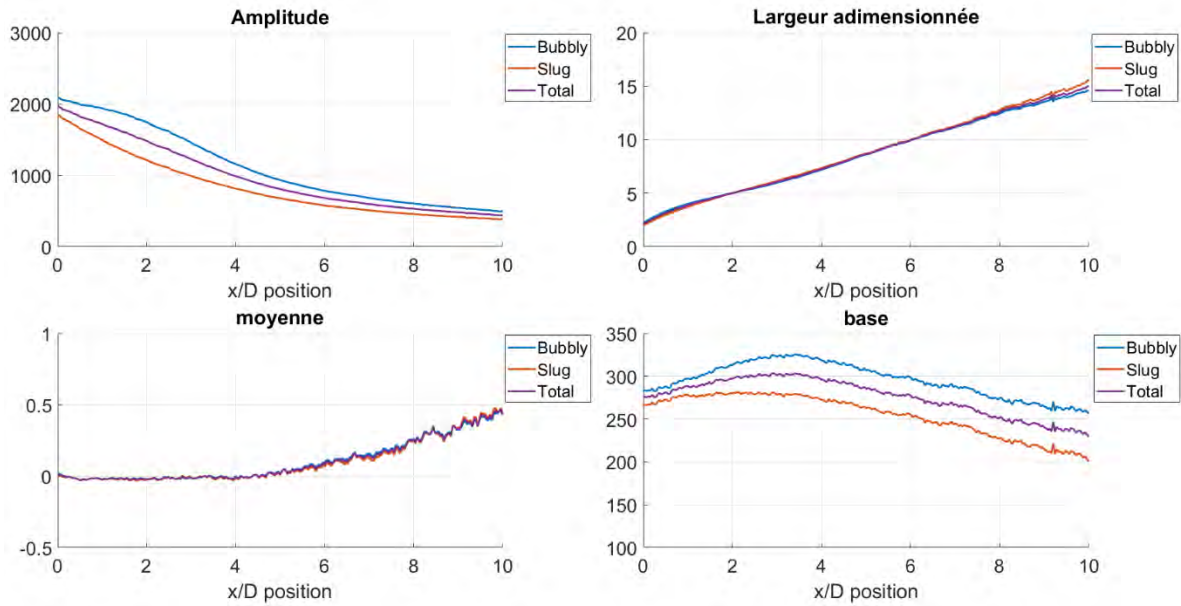 Amplitude
3000
2000
1000
0
0 2 4 6 8 10
x/D position
Bubbly
Slug
Total
Largeur adimensionnée
20
15
10
5
0
0 2 4 6 8 10
x/D position
Bubbly
Slug
Total
moyenne
1
0.5
0
-0.5
0 2 4 6 8 10
x/D position
Bubbly
Slug
Total
base
350
300
250
200
150
100
0 2 4 6 8 10
x/D position
Bubbly
Slug
Total